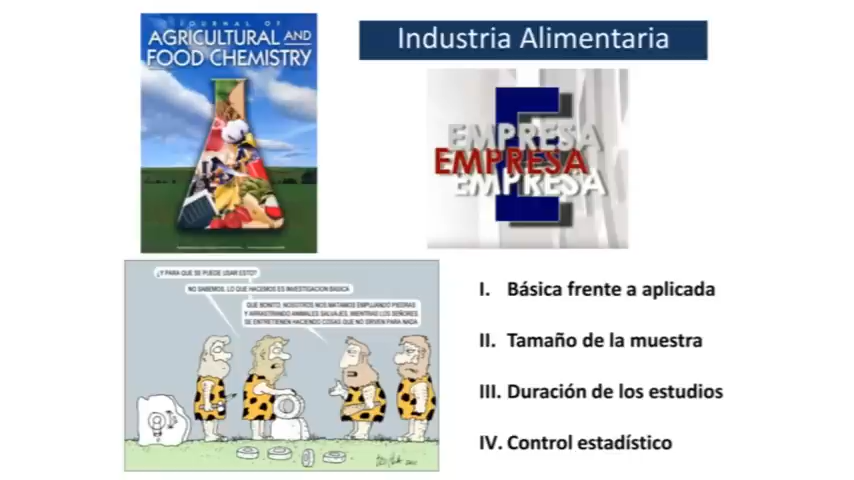 JOURNAL OF
AGRICULTURAL AND
FOOD CHEMISTRY
Industria Alimentaria
EMPRESA
EMPRESA
EMPRESA
¿Y PARA QUE SE PUEDE USAR ESTO?
NO SABEMOS, LO QUE HACEMOS ES INVESTIGACION BÁSICA
QUE BONITO, NOSOTROS NOS MATAMOS EMPUJANDO PIEDRAS
Y ARRASTRANDO ANIMALES SALVAJES, MIENTRAS LOS SEÑORES
SE ENTRETIENEN HACIENDO COSAS QUE NO SIRVEN PARA NADA
I. Básica frente a aplicada
II. Tamaño de la muestra
III. Duración de los estudios
IV. Control estadístico